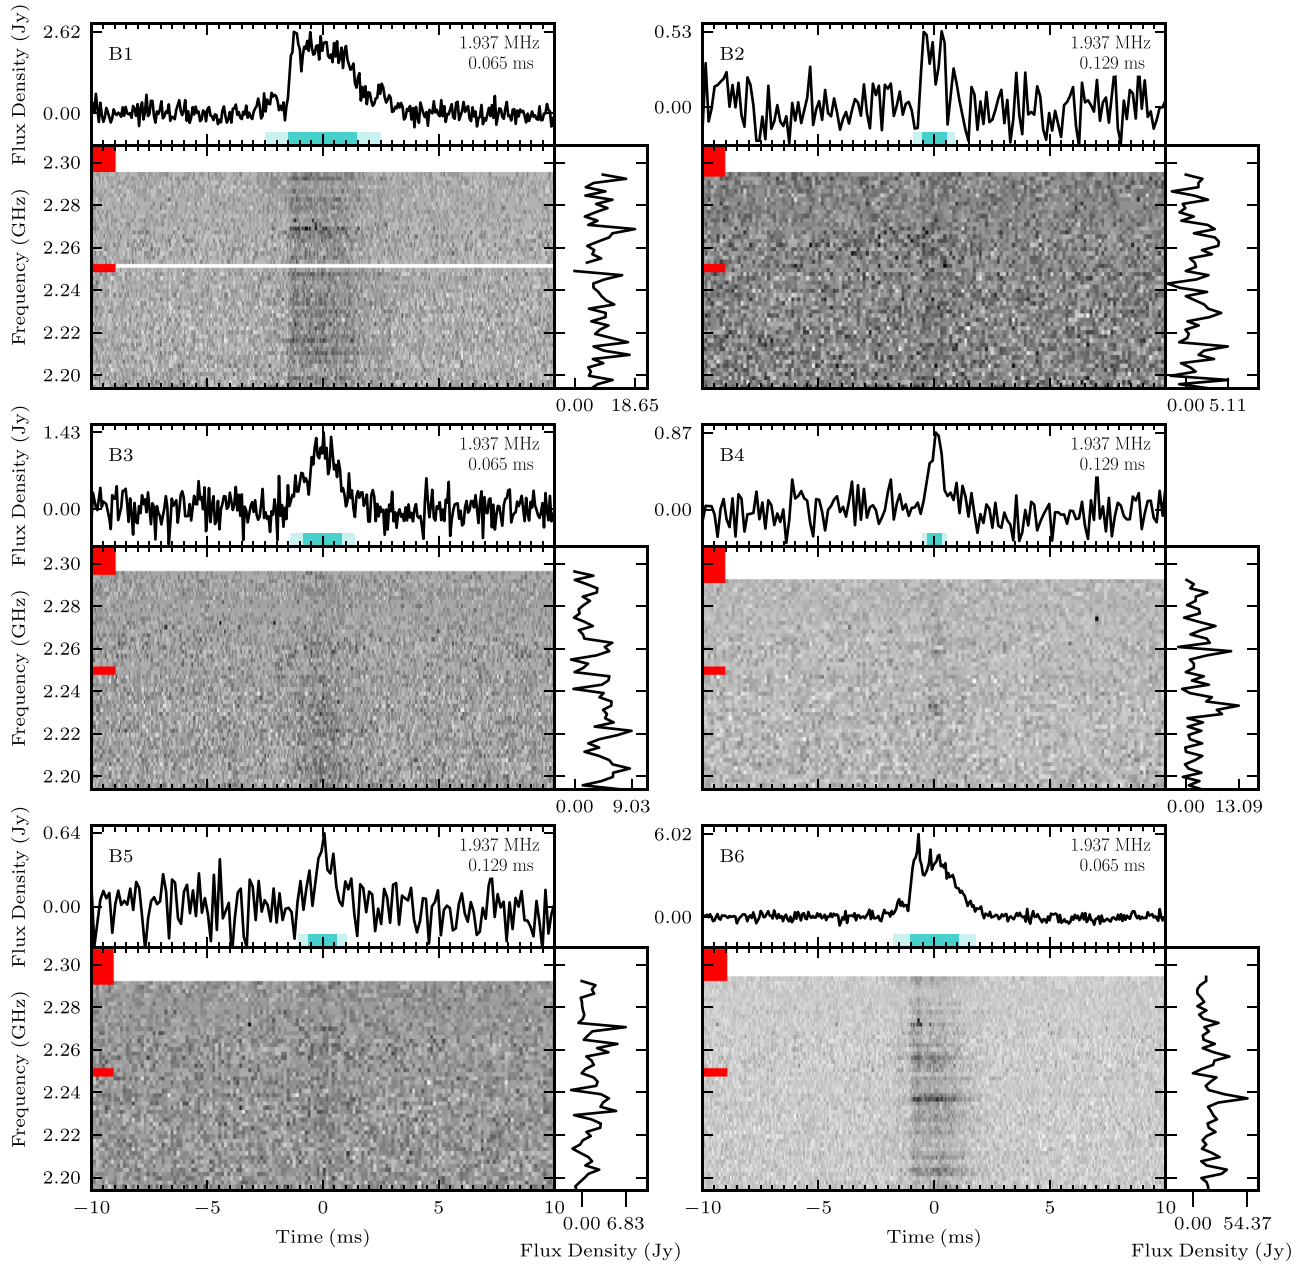 Flux Density (Jy)
2.62
0.00
B1
1.937 MHz
0.065 ms
0.53
0.00
B2
1.937 MHz
0.129 ms
Frequency (GHz)
2.30
2.28
2.26
2.24
2.22
2.20
0.00 18.65
0.00 5.11
Flux Density (Jy)
1.43
0.00
B3
1.937 MHz
0.065 ms
0.87
0.00
B4
1.937 MHz
0.129 ms
Frequency (GHz)
2.30
2.28
2.26
2.24
2.22
2.20
0.00 9.03
0.00 13.09
Flux Density (Jy)
0.64
0.00
B5
1.937 MHz
0.129 ms
6.02
0.00
B6
1.937 MHz
0.065 ms
Frequency (GHz)
2.30
2.28
2.26
2.24
2.22
2.20
−10 −5 0 5 10
Time (ms)
0.00 6.83
Flux Density (Jy)
−10 −5 0 5 10
Time (ms)
0.00 54.37
Flux Density (Jy)